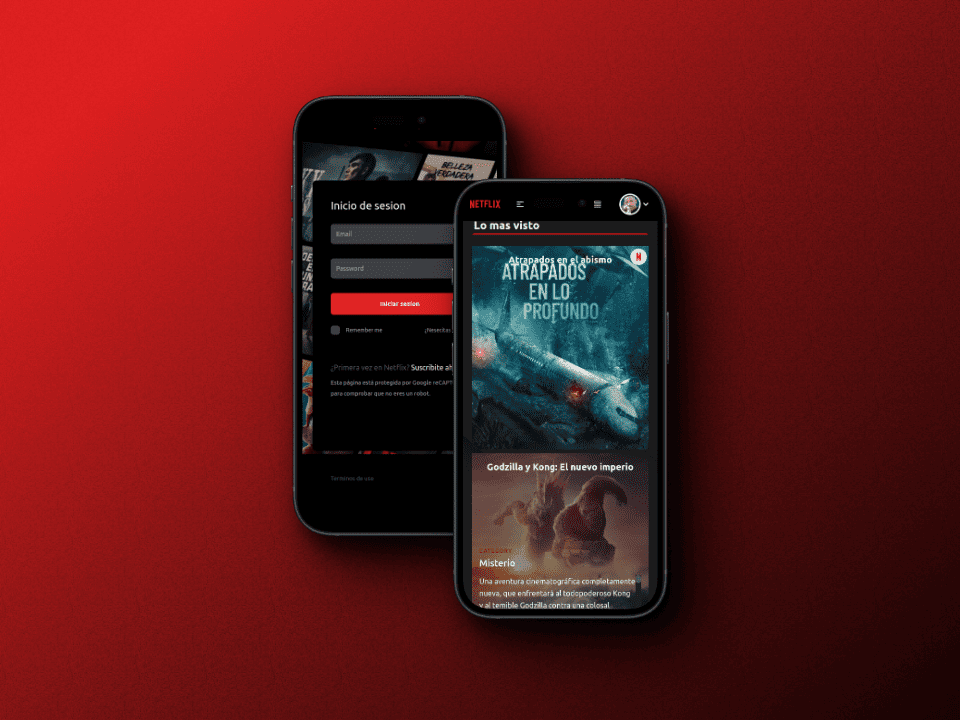 BELLEZA
VERDADERA
Inicio de sesion
Email
Password
Iniciar sesion
Remember me
¿Necesitas
¿Primera vez en Netflix? Suscribite ah
Esta página está protegida por Google reCAPT
para comprobar que no eres un robot.
Terminos de uso
NETFLIX
Lo mas visto
Atrapados en el abismo
N
ATRAPADOS
EN LO
PROFUNDO
Godzilla y Kong: El nuevo imperio
CATEGORY
Misterio
Una aventura cinematográfica completamente
nueva, que enfrentará al todopoderoso Kong
y al temible Godzilla contra una colosal